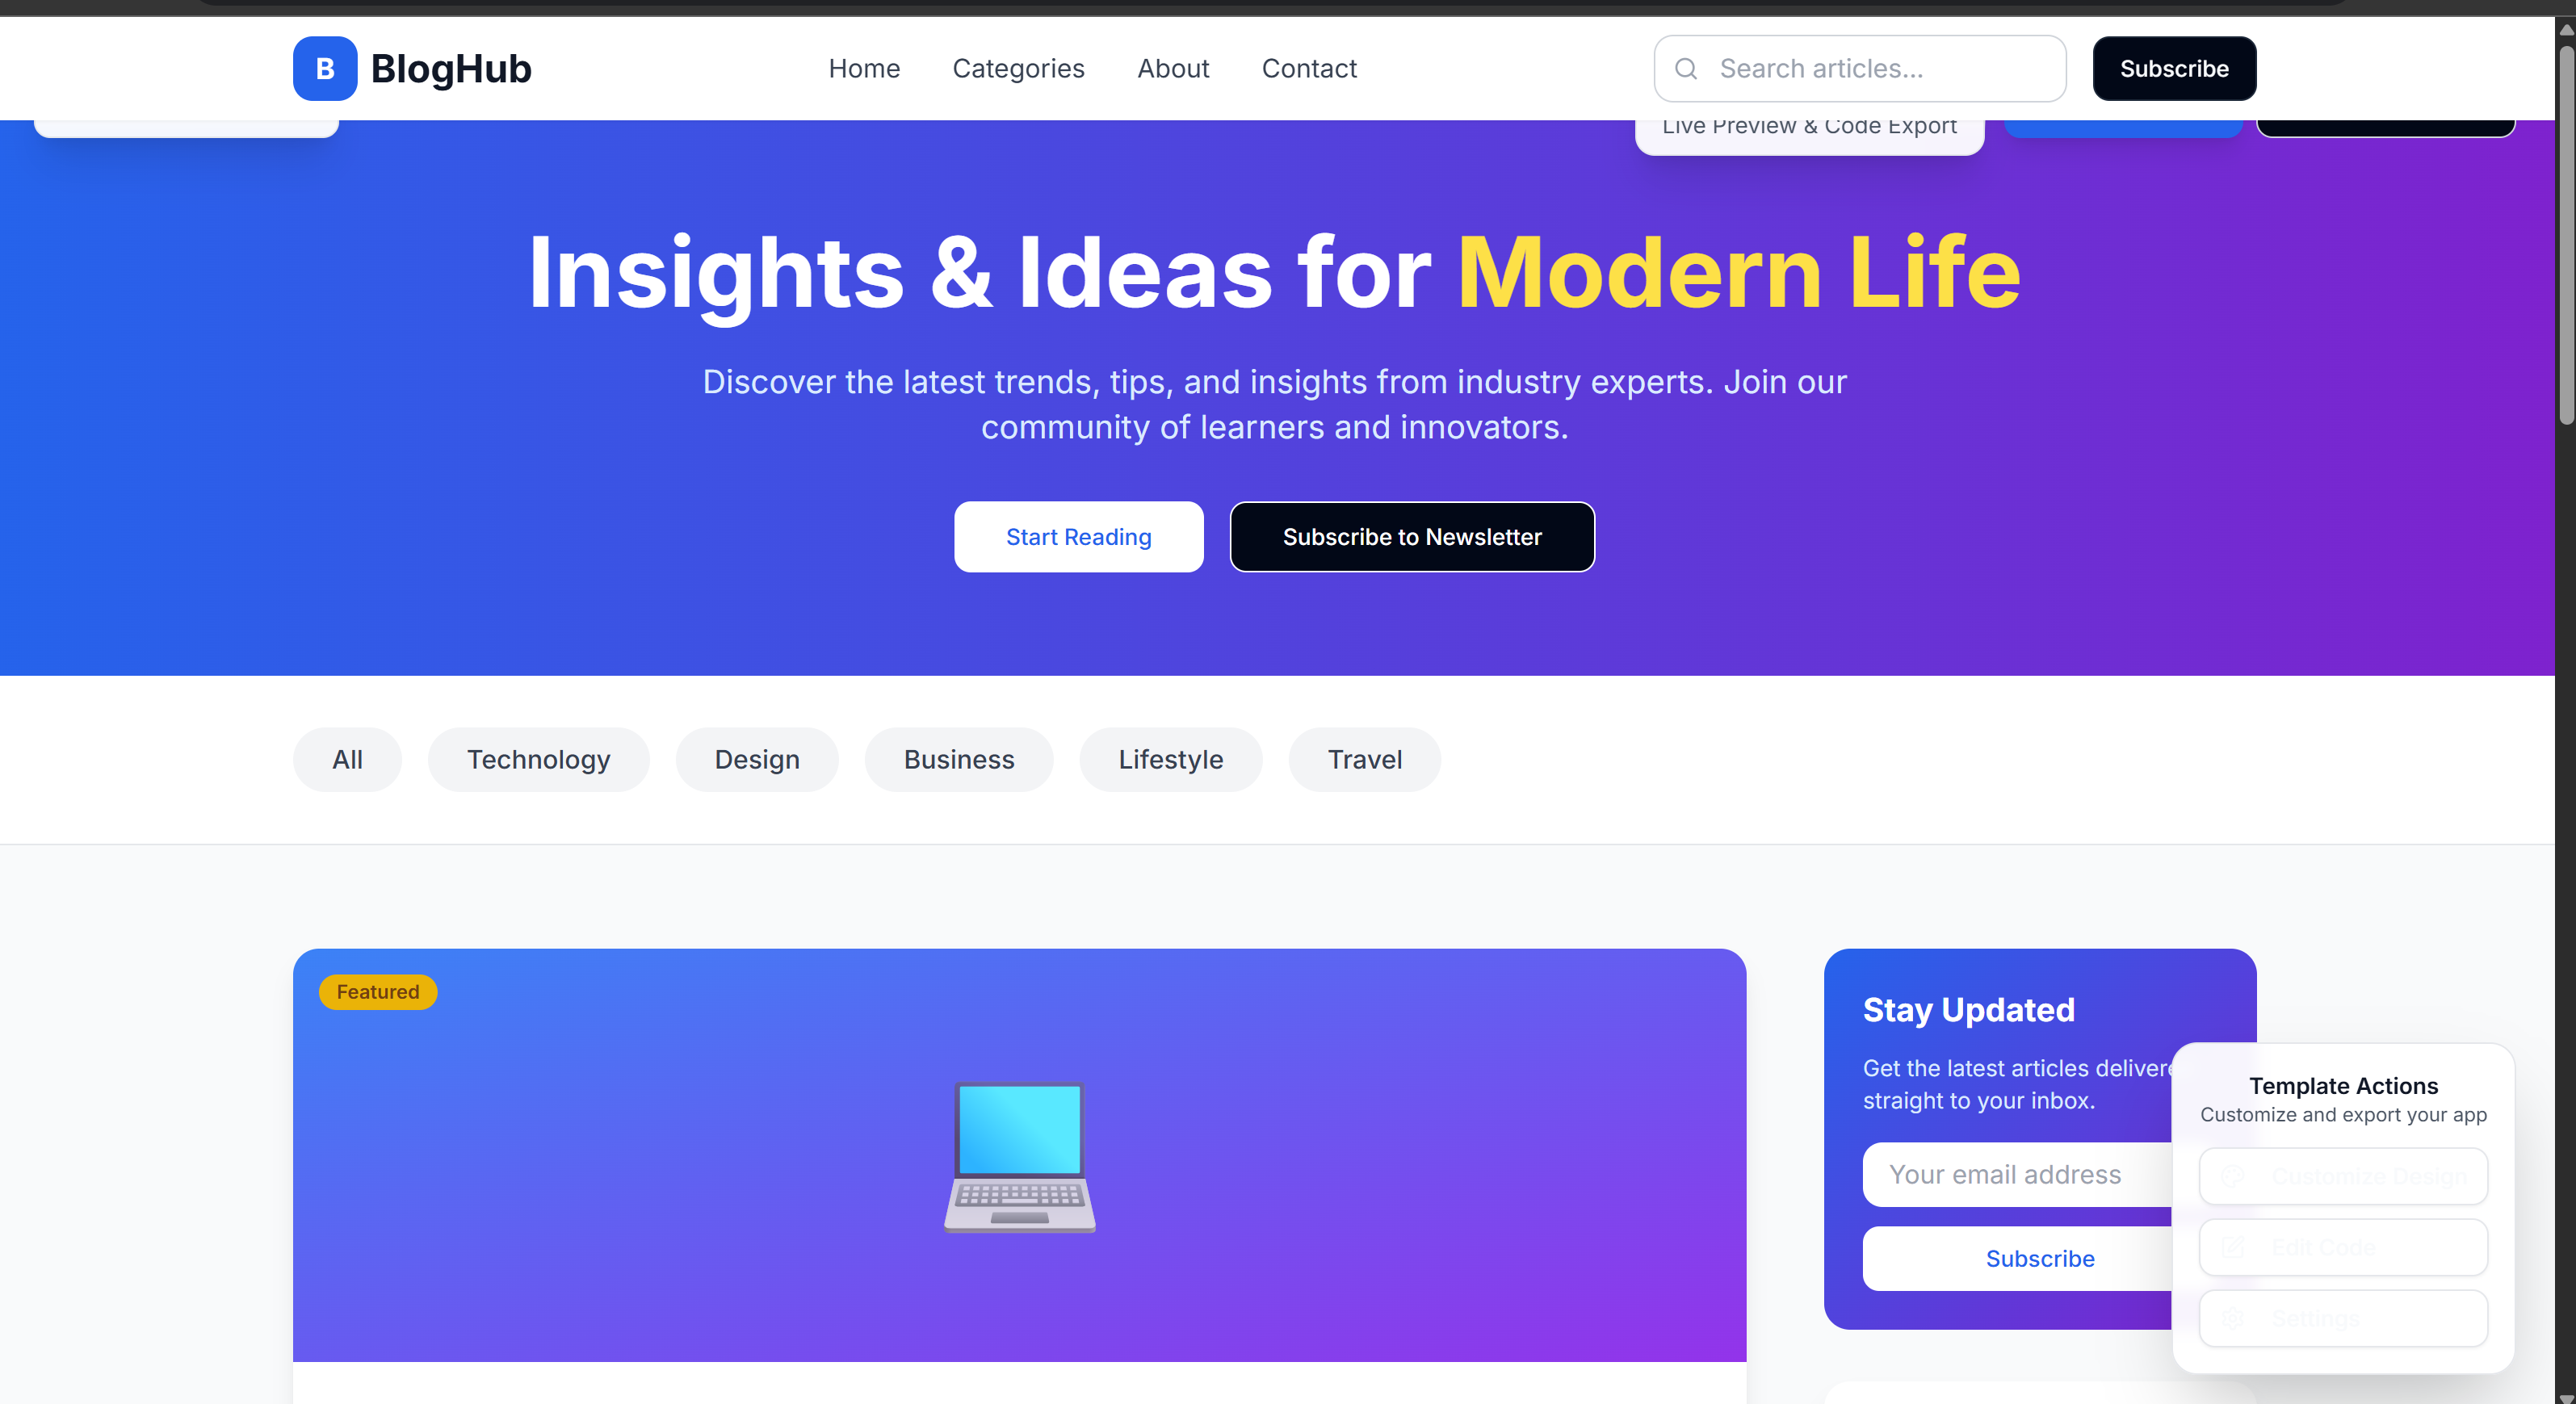 B BlogHub
Home Categories About Contact
Search articles...
Subscribe
Live Preview & Code Export
Insights & Ideas for Modern Life
Discover the latest trends, tips, and insights from industry experts. Join our
community of learners and innovators.
Start Reading
Subscribe to Newsletter
All Technology Design Business Lifestyle Travel
Featured
Stay Updated
Get the latest articles delivere
straight to your inbox.
Your email address
Subscribe
Template Actions
Customize and export your app
Customize Design
Edit Code
Settings